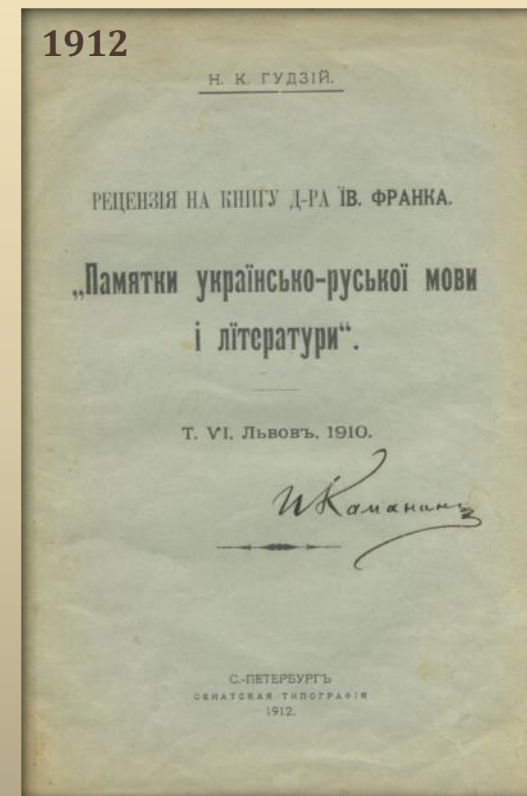 1912
Н. К. ГУДЗІЙ.
РЕЦЕНЗІЯ НА КНИГУ Д-РА ЇВ. ФРАНКА.
„Памятки українсько-руської мови
і лїтератури“.
Т. VI. Львовъ. 1910.
И Каманинъ
С.-ПЕТЕРБУРГЪ
СЕНАТСКАЯ ТИПОГРАФІЯ
1912.